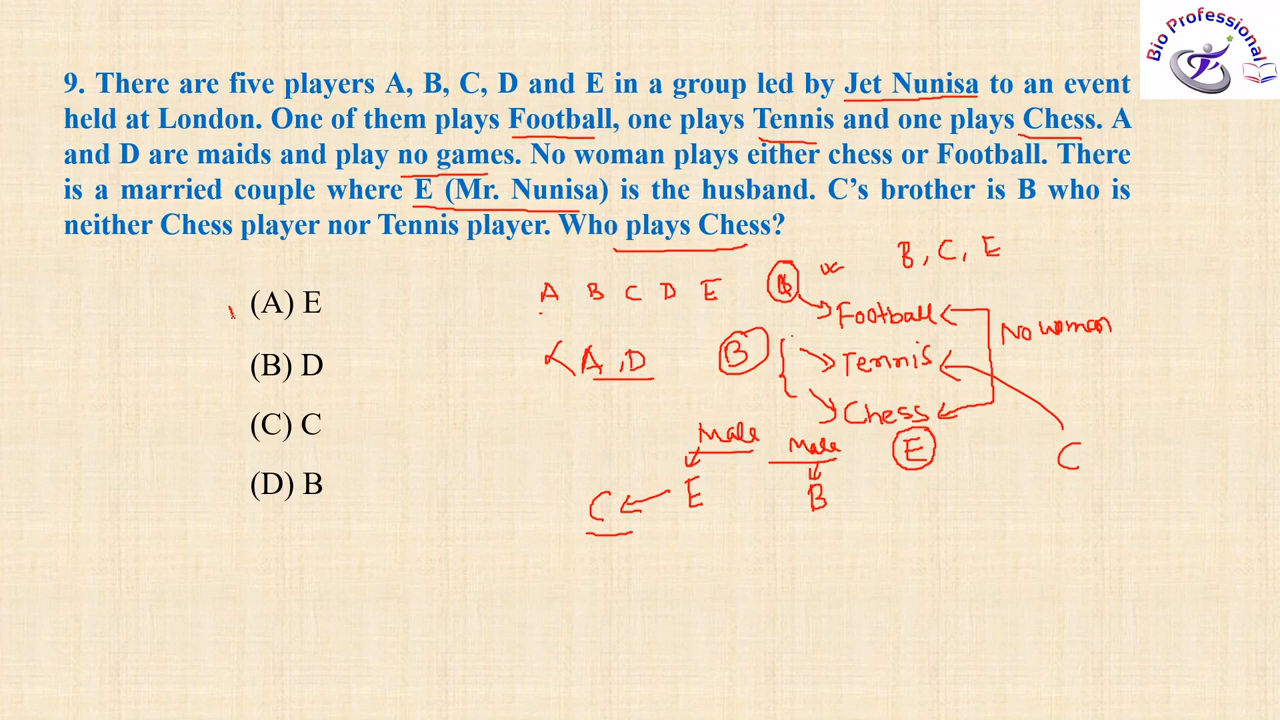 Bio Professional
9. There are five players A, B, C, D and E in a group led by Jet Nunisa to an event
held at London. One of them plays Football, one plays Tennis and one plays Chess. A
and D are maids and play no games. No woman plays either chess or Football. There
is a married couple where E (Mr. Nunisa) is the husband. C’s brother is B who is
neither Chess player nor Tennis player. Who plays Chess?
B, C, E
(A) E
A B C D E
Football
No woman
(B) D
A, D
B
Tennis
(C) C
Chess
Male
Male
E
C
(D) B
C
E
B